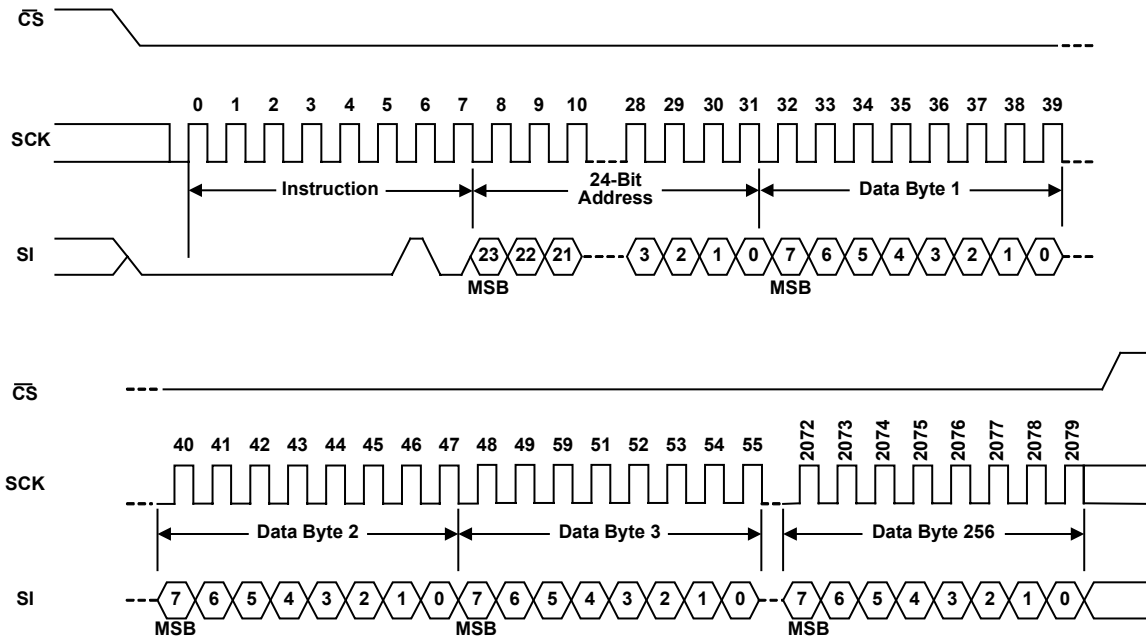 CS
0 1 2 3 4 5 6 7 8 9 10 28 29 30 31 32 33 34 35 36 37 38 39
SCK
Instruction
24-Bit
Address
Data Byte 1
SI
23 22 21 3 2 1 0 7 6 5 4 3 2 1 0
MSB MSB
CS
40 41 42 43 44 45 46 47 48 49 59 51 52 53 54 55 2072 2073 2074 2075 2076 2077 2078 2079
SCK
Data Byte 2 Data Byte 3 Data Byte 256
SI
7 6 5 4 3 2 1 0 7 6 5 4 3 2 1 0 7 6 5 4 3 2 1 0
MSB MSB MSB